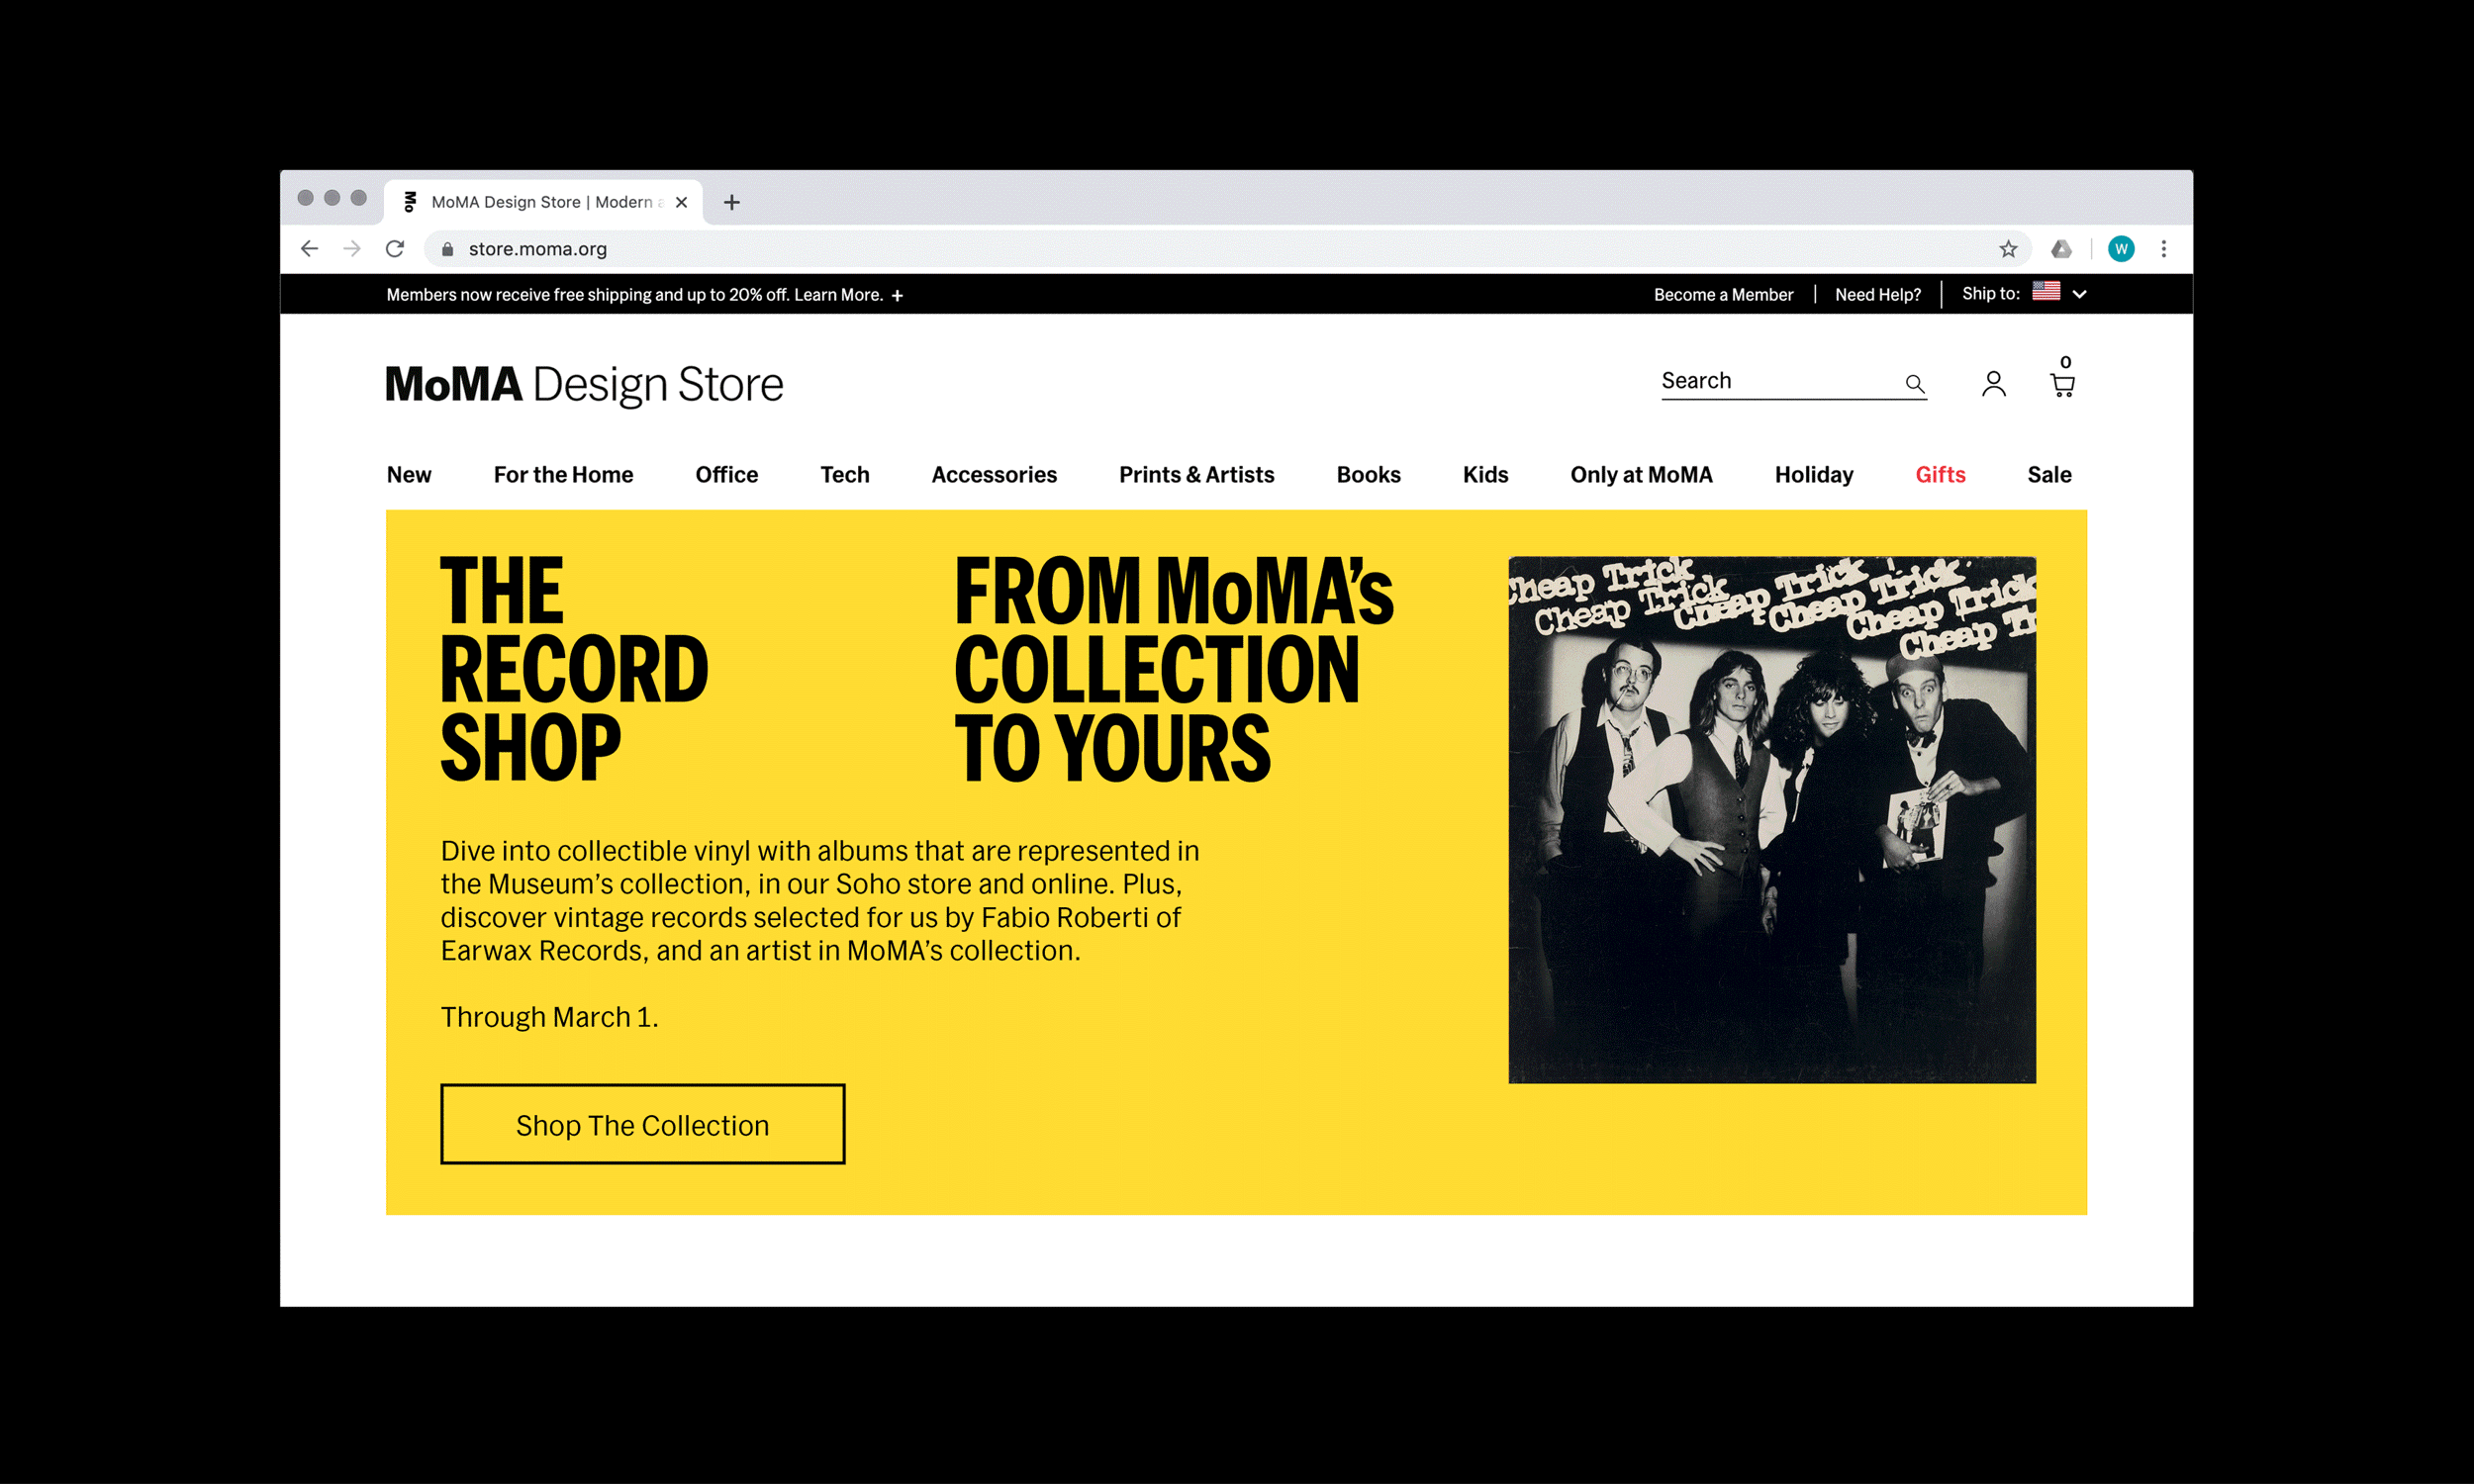 MoMA Design Store | Modern a
store.moma.org
W
Members now receive free shipping and up to 20% off. Learn More. +
Become a Member | Need Help? | Ship to:
MoMA Design Store
Search
0
New For the Home Office Tech Accessories Prints & Artists Books Kids Only at MoMA Holiday Gifts Sale
THE
RECORD
SHOP
FROM MoMA’s
COLLECTION
TO YOURS
Dive into collectible vinyl with albums that are represented in
the Museum’s collection, in our Soho store and online. Plus,
discover vintage records selected for us by Fabio Roberti of
Earwax Records, and an artist in MoMA’s collection.
Through March 1.
Shop The Collection
Cheap Trick
Cheap Trick
Cheap Trick
Cheap Trick
Cheap Trick
Cheap Tr